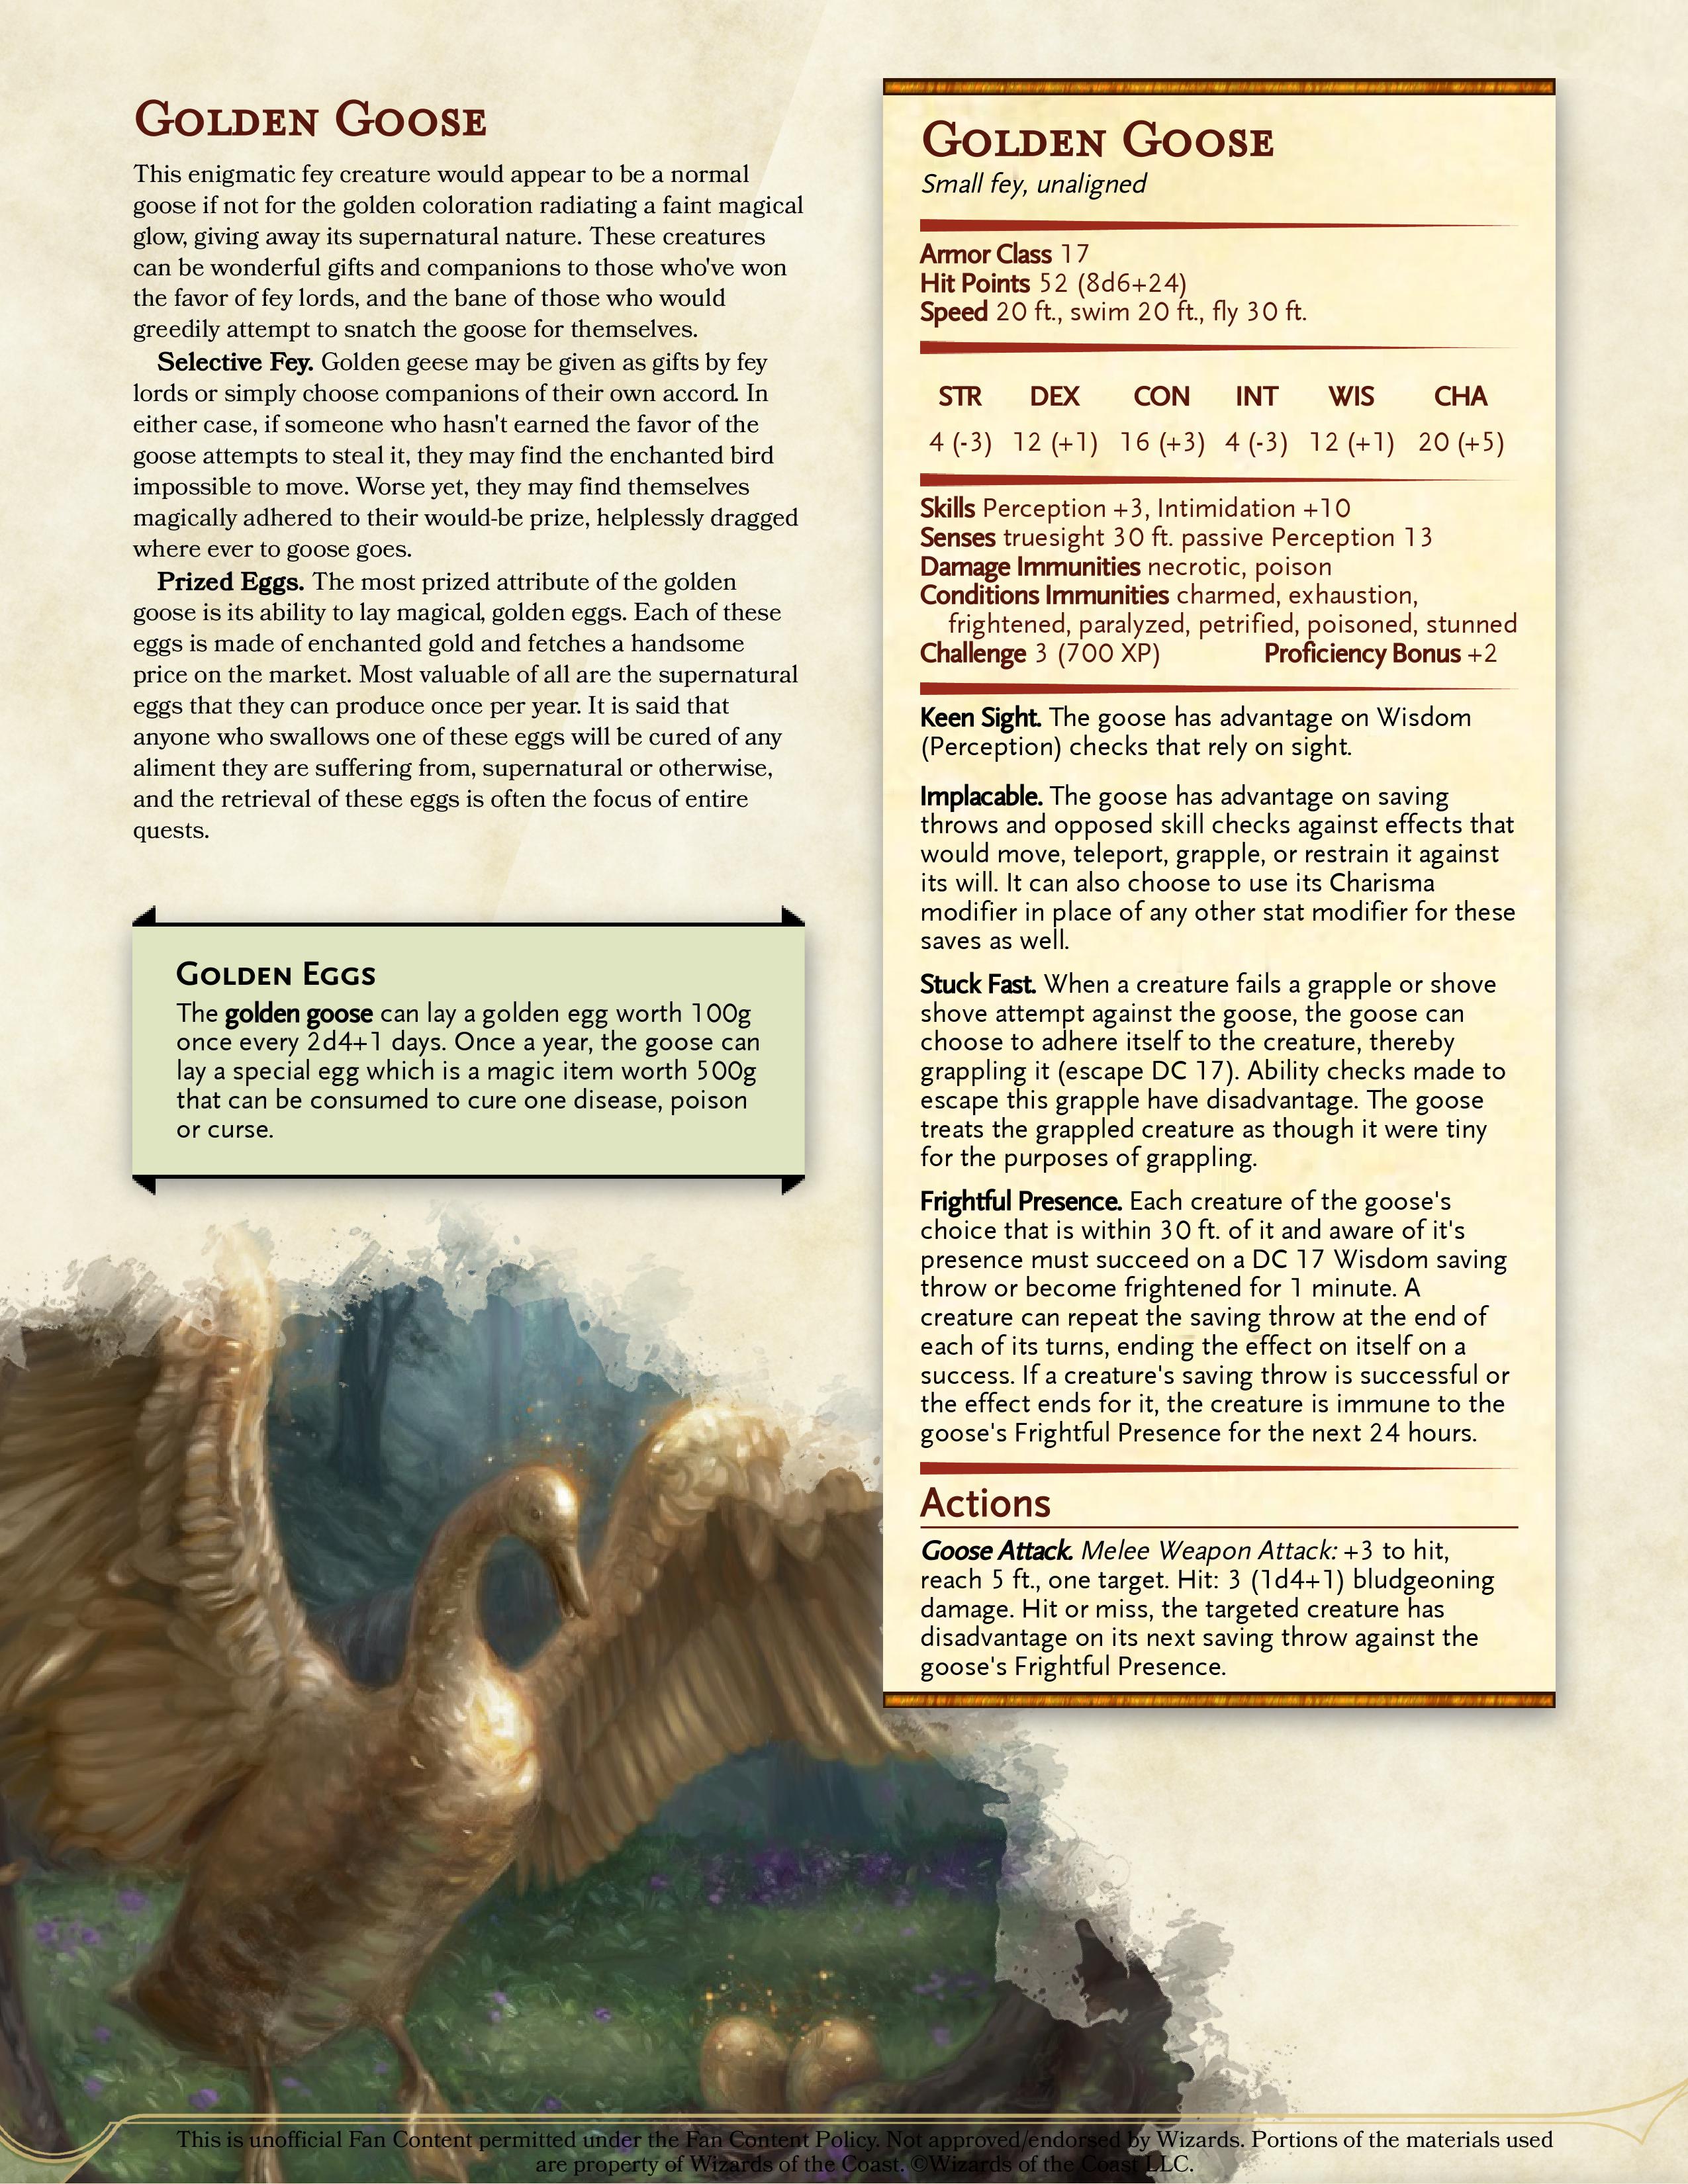 Golden Goose
This enigmatic fey creature would appear to be a normal
goose if not for the golden coloration radiating a faint magical
glow, giving away its supernatural nature. These creatures
can be wonderful gifts and companions to those who've won
the favor of fey lords, and the bane of those who would
greedily attempt to snatch the goose for themselves.
Selective Fey. Golden geese may be given as gifts by fey
lords or simply choose companions of their own accord. In
either case, if someone who hasn't earned the favor of the
goose attempts to steal it, they may find the enchanted bird
impossible to move. Worse yet, they may find themselves
magically adhered to their would-be prize, helplessly dragged
where ever to goose goes.
Prized Eggs. The most prized attribute of the golden
goose is its ability to lay magical, golden eggs. Each of these
eggs is made of enchanted gold and fetches a handsome
price on the market. Most valuable of all are the supernatural
eggs that they can produce once per year. It is said that
anyone who swallows one of these eggs will be cured of any
aliment they are suffering from, supernatural or otherwise,
and the retrieval of these eggs is often the focus of entire
quests.
Golden Eggs
The golden goose can lay a golden egg worth 100g
once every 2d4+1 days. Once a year, the goose can
lay a special egg which is a magic item worth 500g
that can be consumed to cure one disease, poison
or curse.
Golden Goose
Small fey, unaligned
Armor Class 17
Hit Points 52 (8d6+24)
Speed 20 ft., swim 20 ft., fly 30 ft.
STR DEX CON INT WIS CHA
4 (-3) 12 (+1) 16 (+3) 4 (-3) 12 (+1) 20 (+5)
Skills Perception +3, Intimidation +10
Senses truesight 30 ft. passive Perception 13
Damage Immunities necrotic, poison
Conditions Immunities charmed, exhaustion,
frightened, paralyzed, petrified, poisoned, stunned
Challenge 3 (700 XP) Proficiency Bonus +2
Keen Sight. The goose has advantage on Wisdom
(Perception) checks that rely on sight.
Implacable. The goose has advantage on saving
throws and opposed skill checks against effects that
would move, teleport, grapple, or restrain it against
its will. It can also choose to use its Charisma
modifier in place of any other stat modifier for these
saves as well.
Stuck Fast. When a creature fails a grapple or shove
shove attempt against the goose, the goose can
choose to adhere itself to the creature, thereby
grappling it (escape DC 17). Ability checks made to
escape this grapple have disadvantage. The goose
treats the grappled creature as though it were tiny
for the purposes of grappling.
Frightful Presence. Each creature of the goose's
choice that is within 30 ft. of it and aware of it's
presence must succeed on a DC 17 Wisdom saving
throw or become frightened for 1 minute. A
creature can repeat the saving throw at the end of
each of its turns, ending the effect on itself on a
success. If a creature's saving throw is successful or
the effect ends for it, the creature is immune to the
goose's Frightful Presence for the next 24 hours.
Actions
Goose Attack. Melee Weapon Attack: +3 to hit,
reach 5 ft., one target. Hit: 3 (1d4+1) bludgeoning
damage. Hit or miss, the targeted creature has
disadvantage on its next saving throw against the
goose's Frightful Presence.
This is unofficial Fan Content permitted under the Fan Content Policy. Not approved/endorsed by Wizards. Portions of the materials used
are property of Wizards of the Coast. ©Wizards of the Coast LLC.